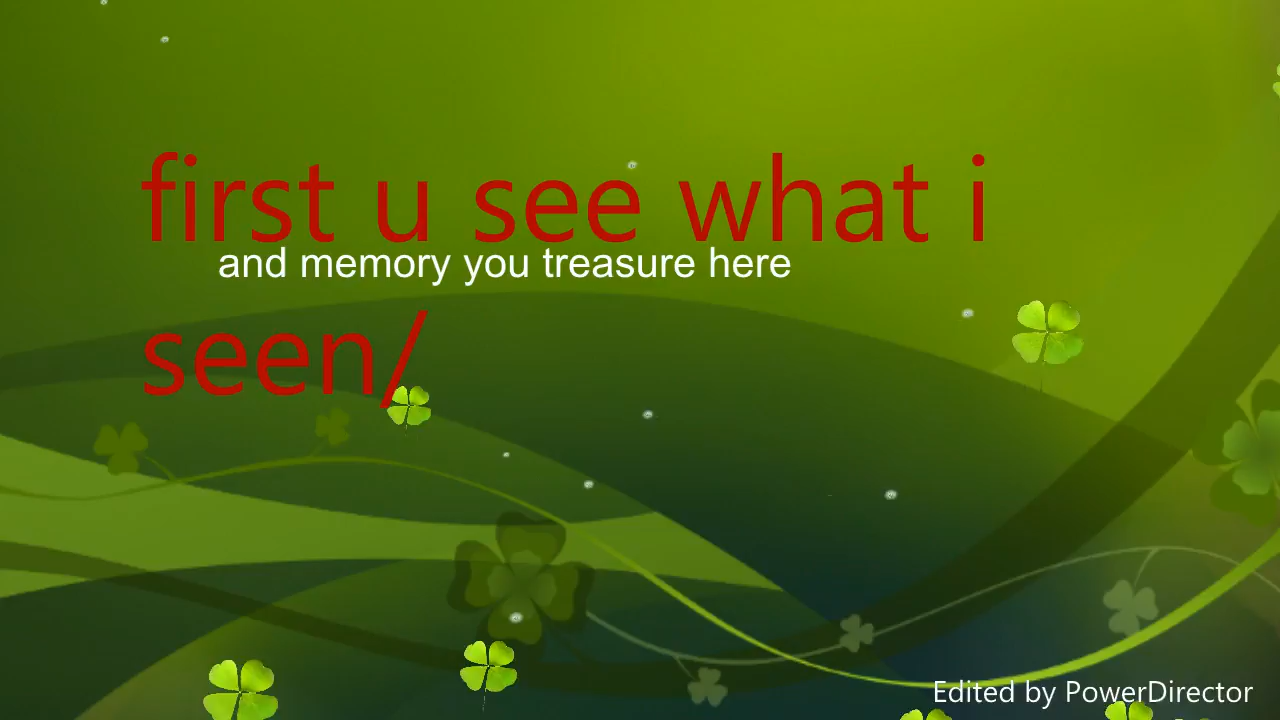 first u see what i
and memory you treasure here
seen/
Edited by PowerDirector